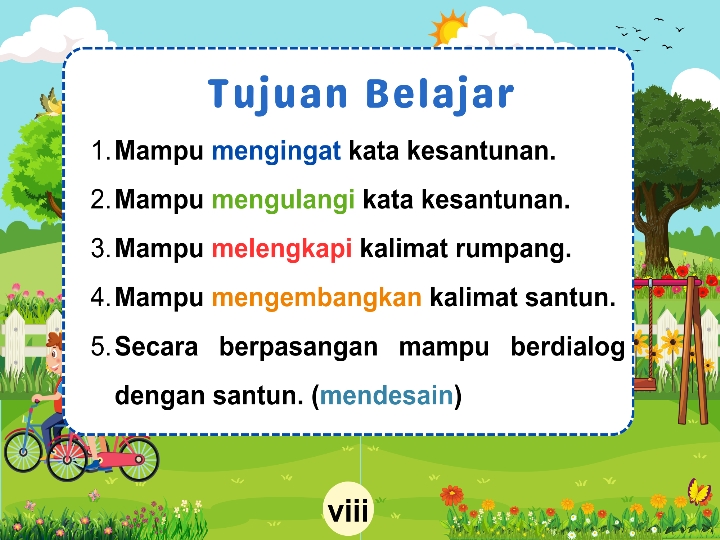 Tujuan Belajar
1. Mampu mengingat kata kesantunan.
2. Mampu mengulangi kata kesantunan.
3. Mampu melengkapi kalimat rumpang.
4. Mampu mengembangkan kalimat santun.
5. Secara berpasangan mampu berdialog
dengan santun. (mendesain)
viii